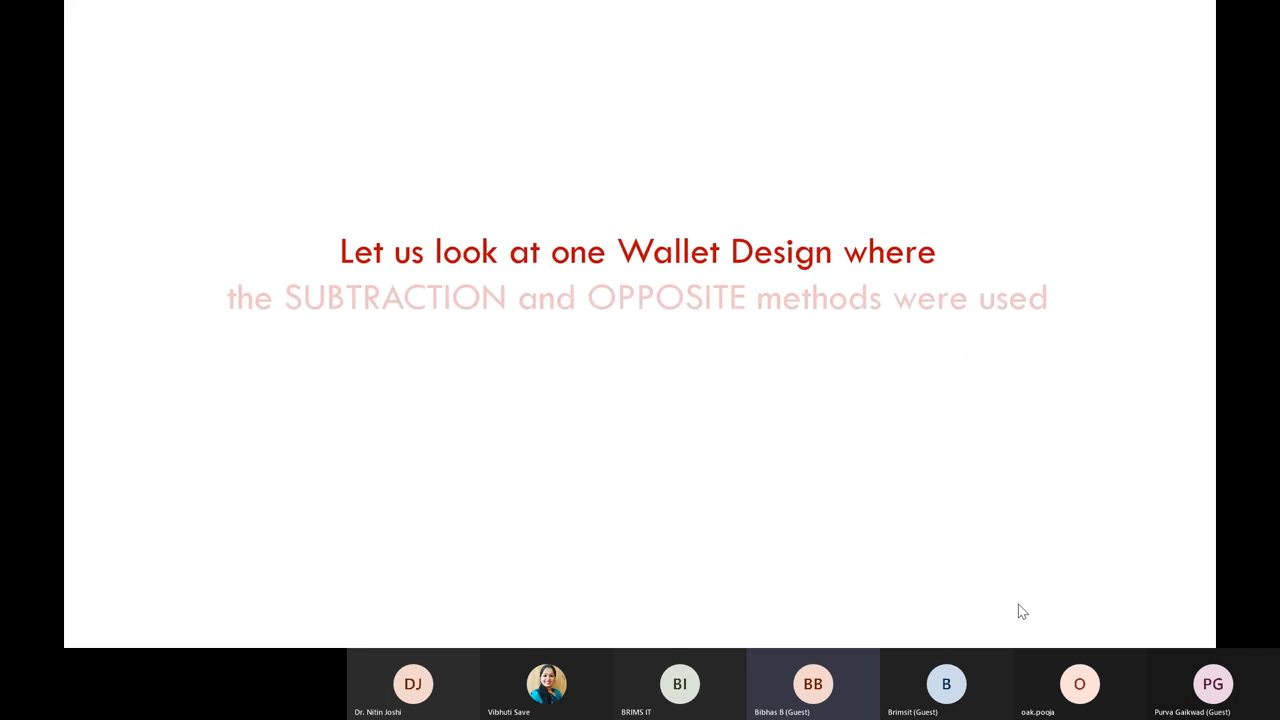 Let us look at one Wallet Design where
the SUBTRACTION and OPPOSITE methods were used
DJ
BI
BB
B
O
PG
Dr. Nitin Joshi
Vibhuti Save
BRIMS IT
Bibhas B (Guest)
Brimsit (Guest)
oak.pooja
Purva Gaikwad (Guest)